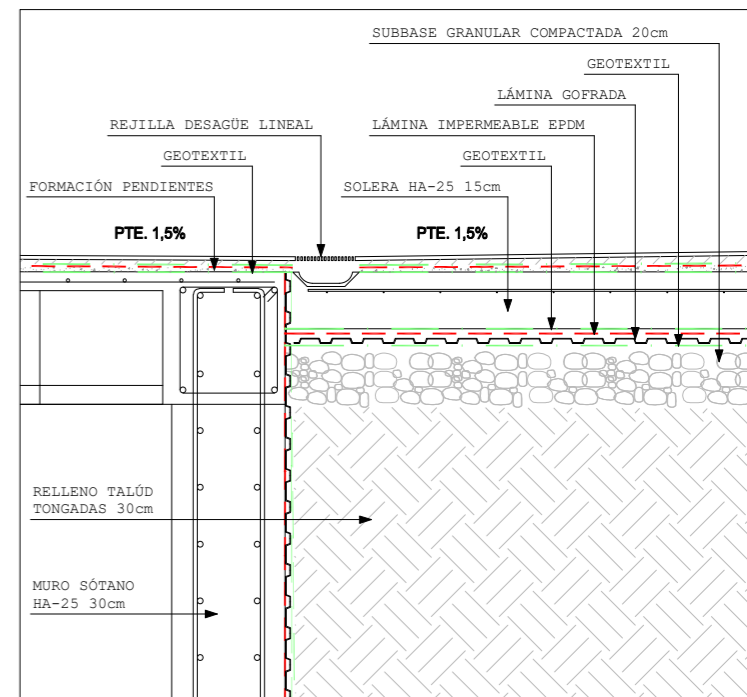 SUBBASE GRANULAR COMPACTADA 20cm
GEOTEXTIL
LÁMINA GOFRADA
REJILLA DESAGÜE LINEAL
LÁMINA IMPERMEABLE EPDM
GEOTEXTIL
GEOTEXTIL
FORMACIÓN PENDIENTES
SOLERA HA-25 15cm
PTE. 1,5%
PTE. 1,5%
RELLENO TALÚD
TONGADAS 30cm
MURO SÓTANO
HA-25 30cm